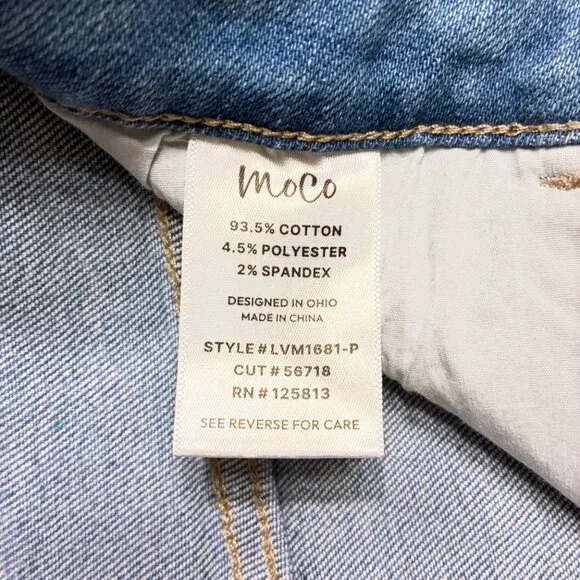 moco
93.5% COTTON
4.5% POLYESTER
2% SPANDEX
DESIGNED IN OHIO
MADE IN CHINA
STYLE # LVM1681-P
CUT # 56718
RN # 125813
SEE REVERSE FOR CARE